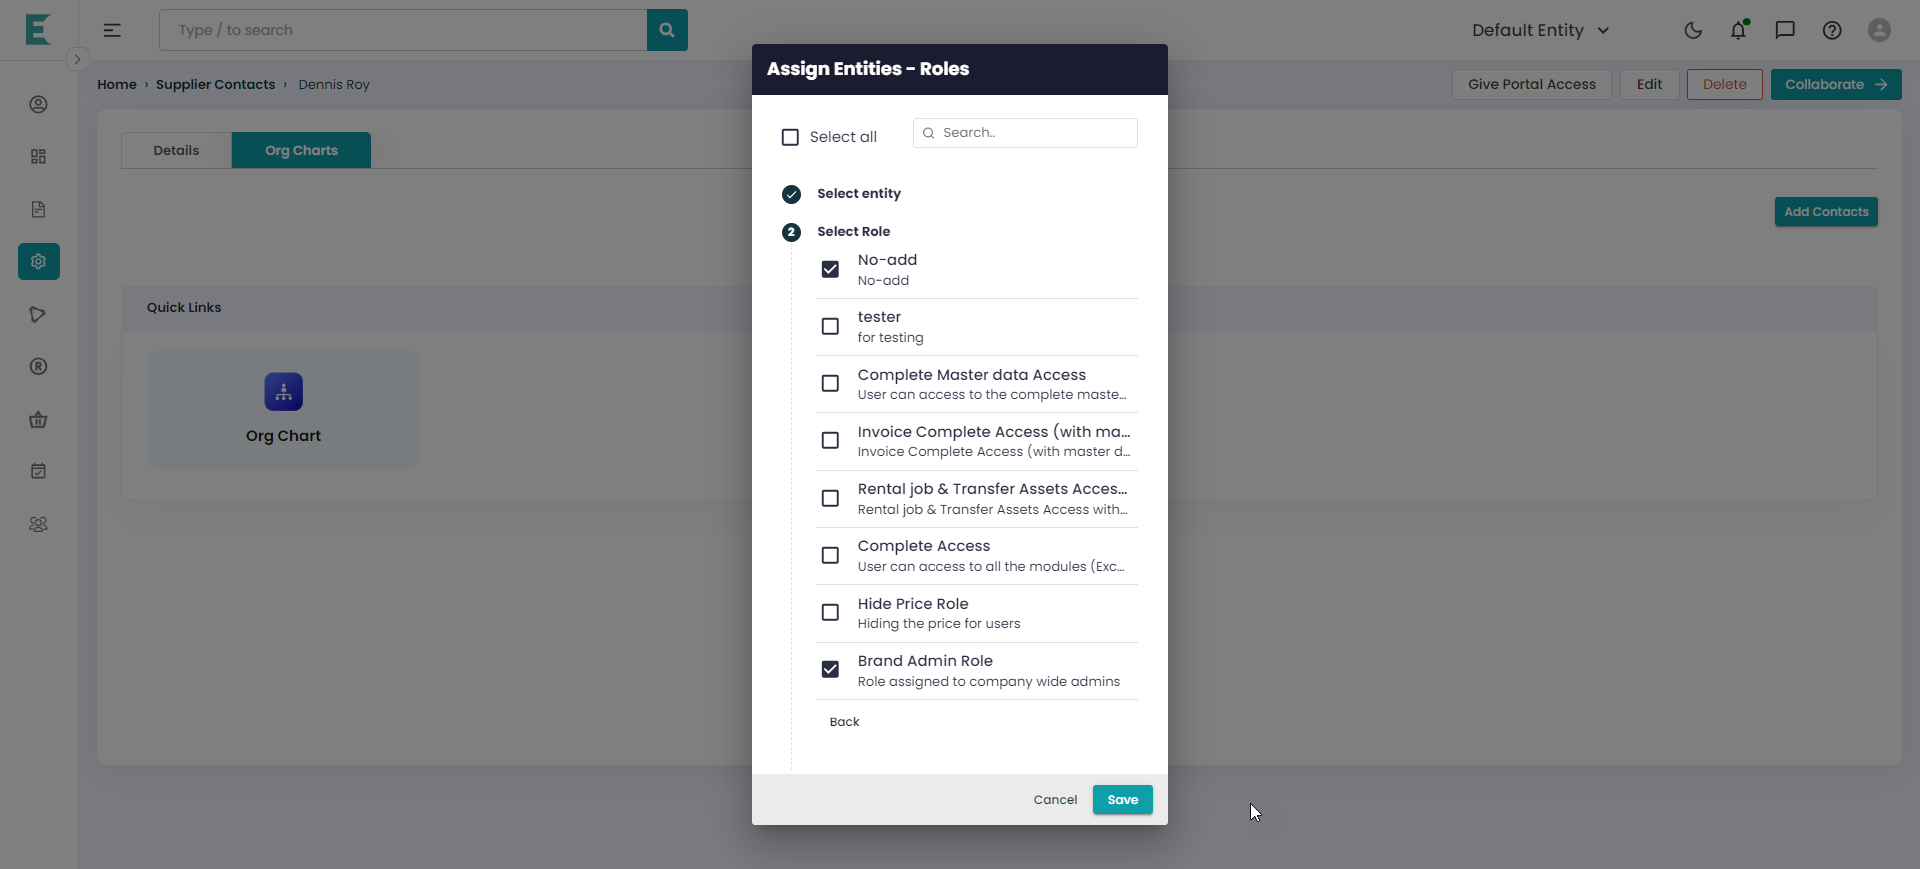 Type / to search
Default Entity
Home › Supplier Contacts › Dennis Roy
Give Portal Access
Edit
Delete
Collaborate
Details
Org Charts
Add Contacts
Quick Links
Org Chart
Assign Entities - Roles
Select all
Search..
Select entity
2 Select Role
No-add
No-add
tester
for testing
Complete Master data Access
User can access to the complete maste...
Invoice Complete Access (with ma...
Invoice Complete Access (with master d...
Rental job & Transfer Assets Acces...
Rental job & Transfer Assets Access with...
Complete Access
User can access to all the modules (Exc...
Hide Price Role
Hiding the price for users
Brand Admin Role
Role assigned to company wide admins
Back
Cancel
Save